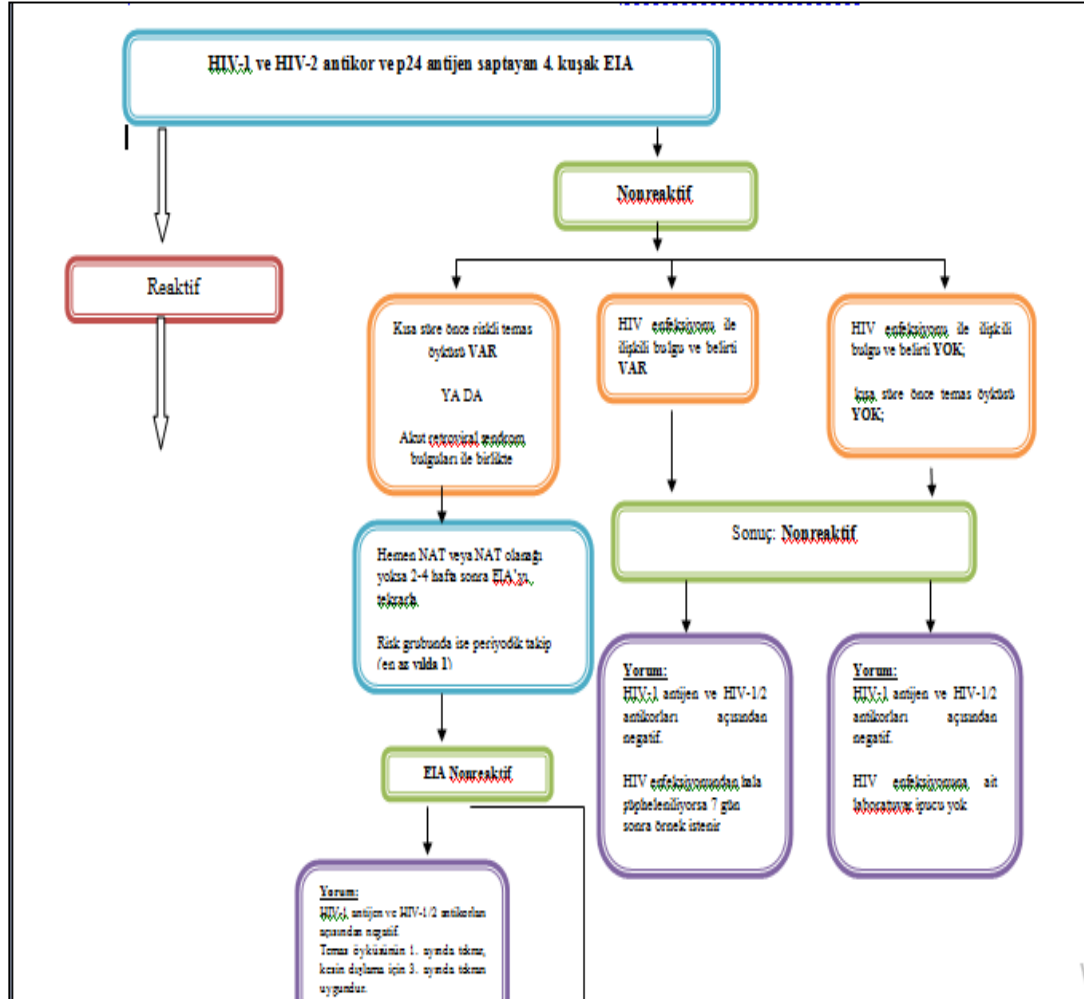 HIV-1 ve HIV-2 antikor ve p24 antijen saptayan 4. kuşak EIA
Nonreaktif
Reaktif
Kısa süre önce riskli temas
öyküsü VAR
YA DA
Akut retroviral sendrom
bulguları ile birlikte
HIV enfeksiyonu ile
ilişkili bulgu ve belirti
VAR
HIV enfeksiyonu ile ilişkili
bulgu ve belirti YOK;
kısa süre önce temas öyküsü
YOK;
Hemen NAT veya NAT olanağı
yoksa 2-4 hafta sonra EIA'yı
tekrarla
Risk grubunda ise periyodik takip
(en az yılda 1)
Sonuç: Nonreaktif
EIA Nonreaktif
Yorum:
HIV-1 antijen ve HIV-1/2
antikorları açısından
negatif.
HIV enfeksiyonundan hala
şüpheleniliyorsa 7 gün
sonra örnek istenir
Yorum:
HIV-1 antijen ve HIV-1/2
antikorları açısından
negatif.
HIV enfeksiyonuna ait
laboratuvar ipucu yok
Yorum:
HIV-1 antijen ve HIV-1/2 antikorları
açısından negatif.
Temas öyküsünün 1. ayında tekrar,
kesin dışlama için 3. ayında tekrarı
uygundur.